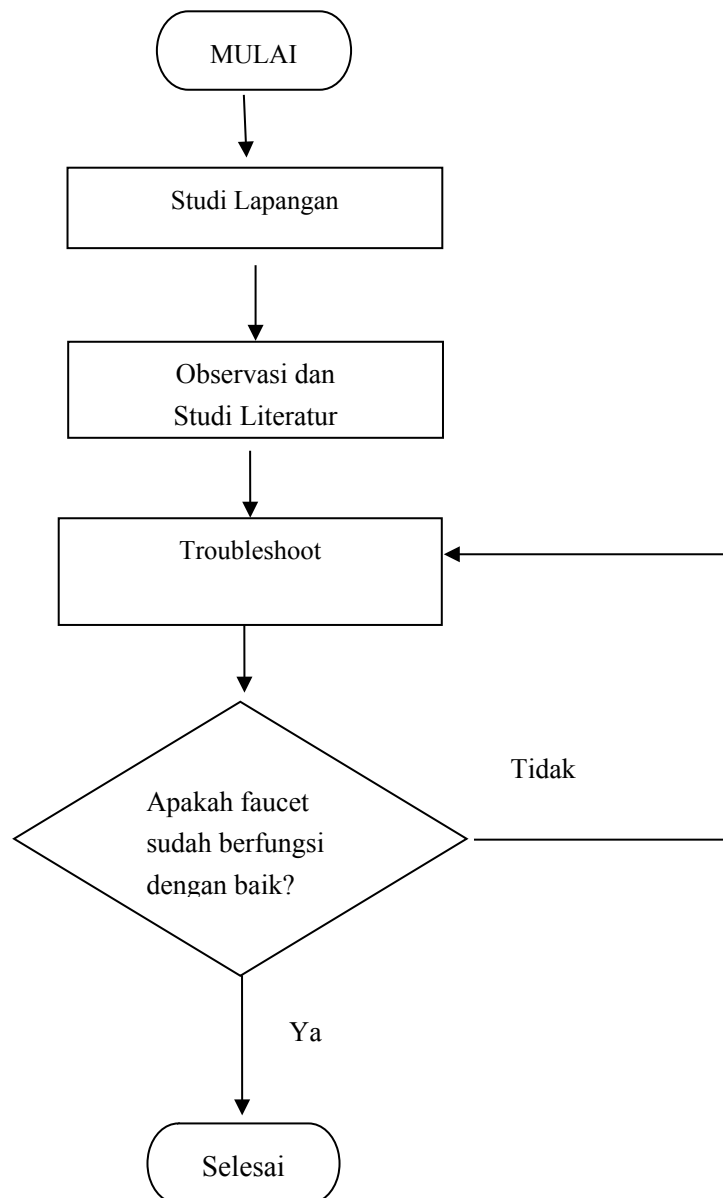 MULAI
Studi Lapangan
Observasi dan
Studi Literatur
Troubleshoot
Tidak
Apakah faucet
sudah berfungsi
dengan baik?
Ya
Selesai